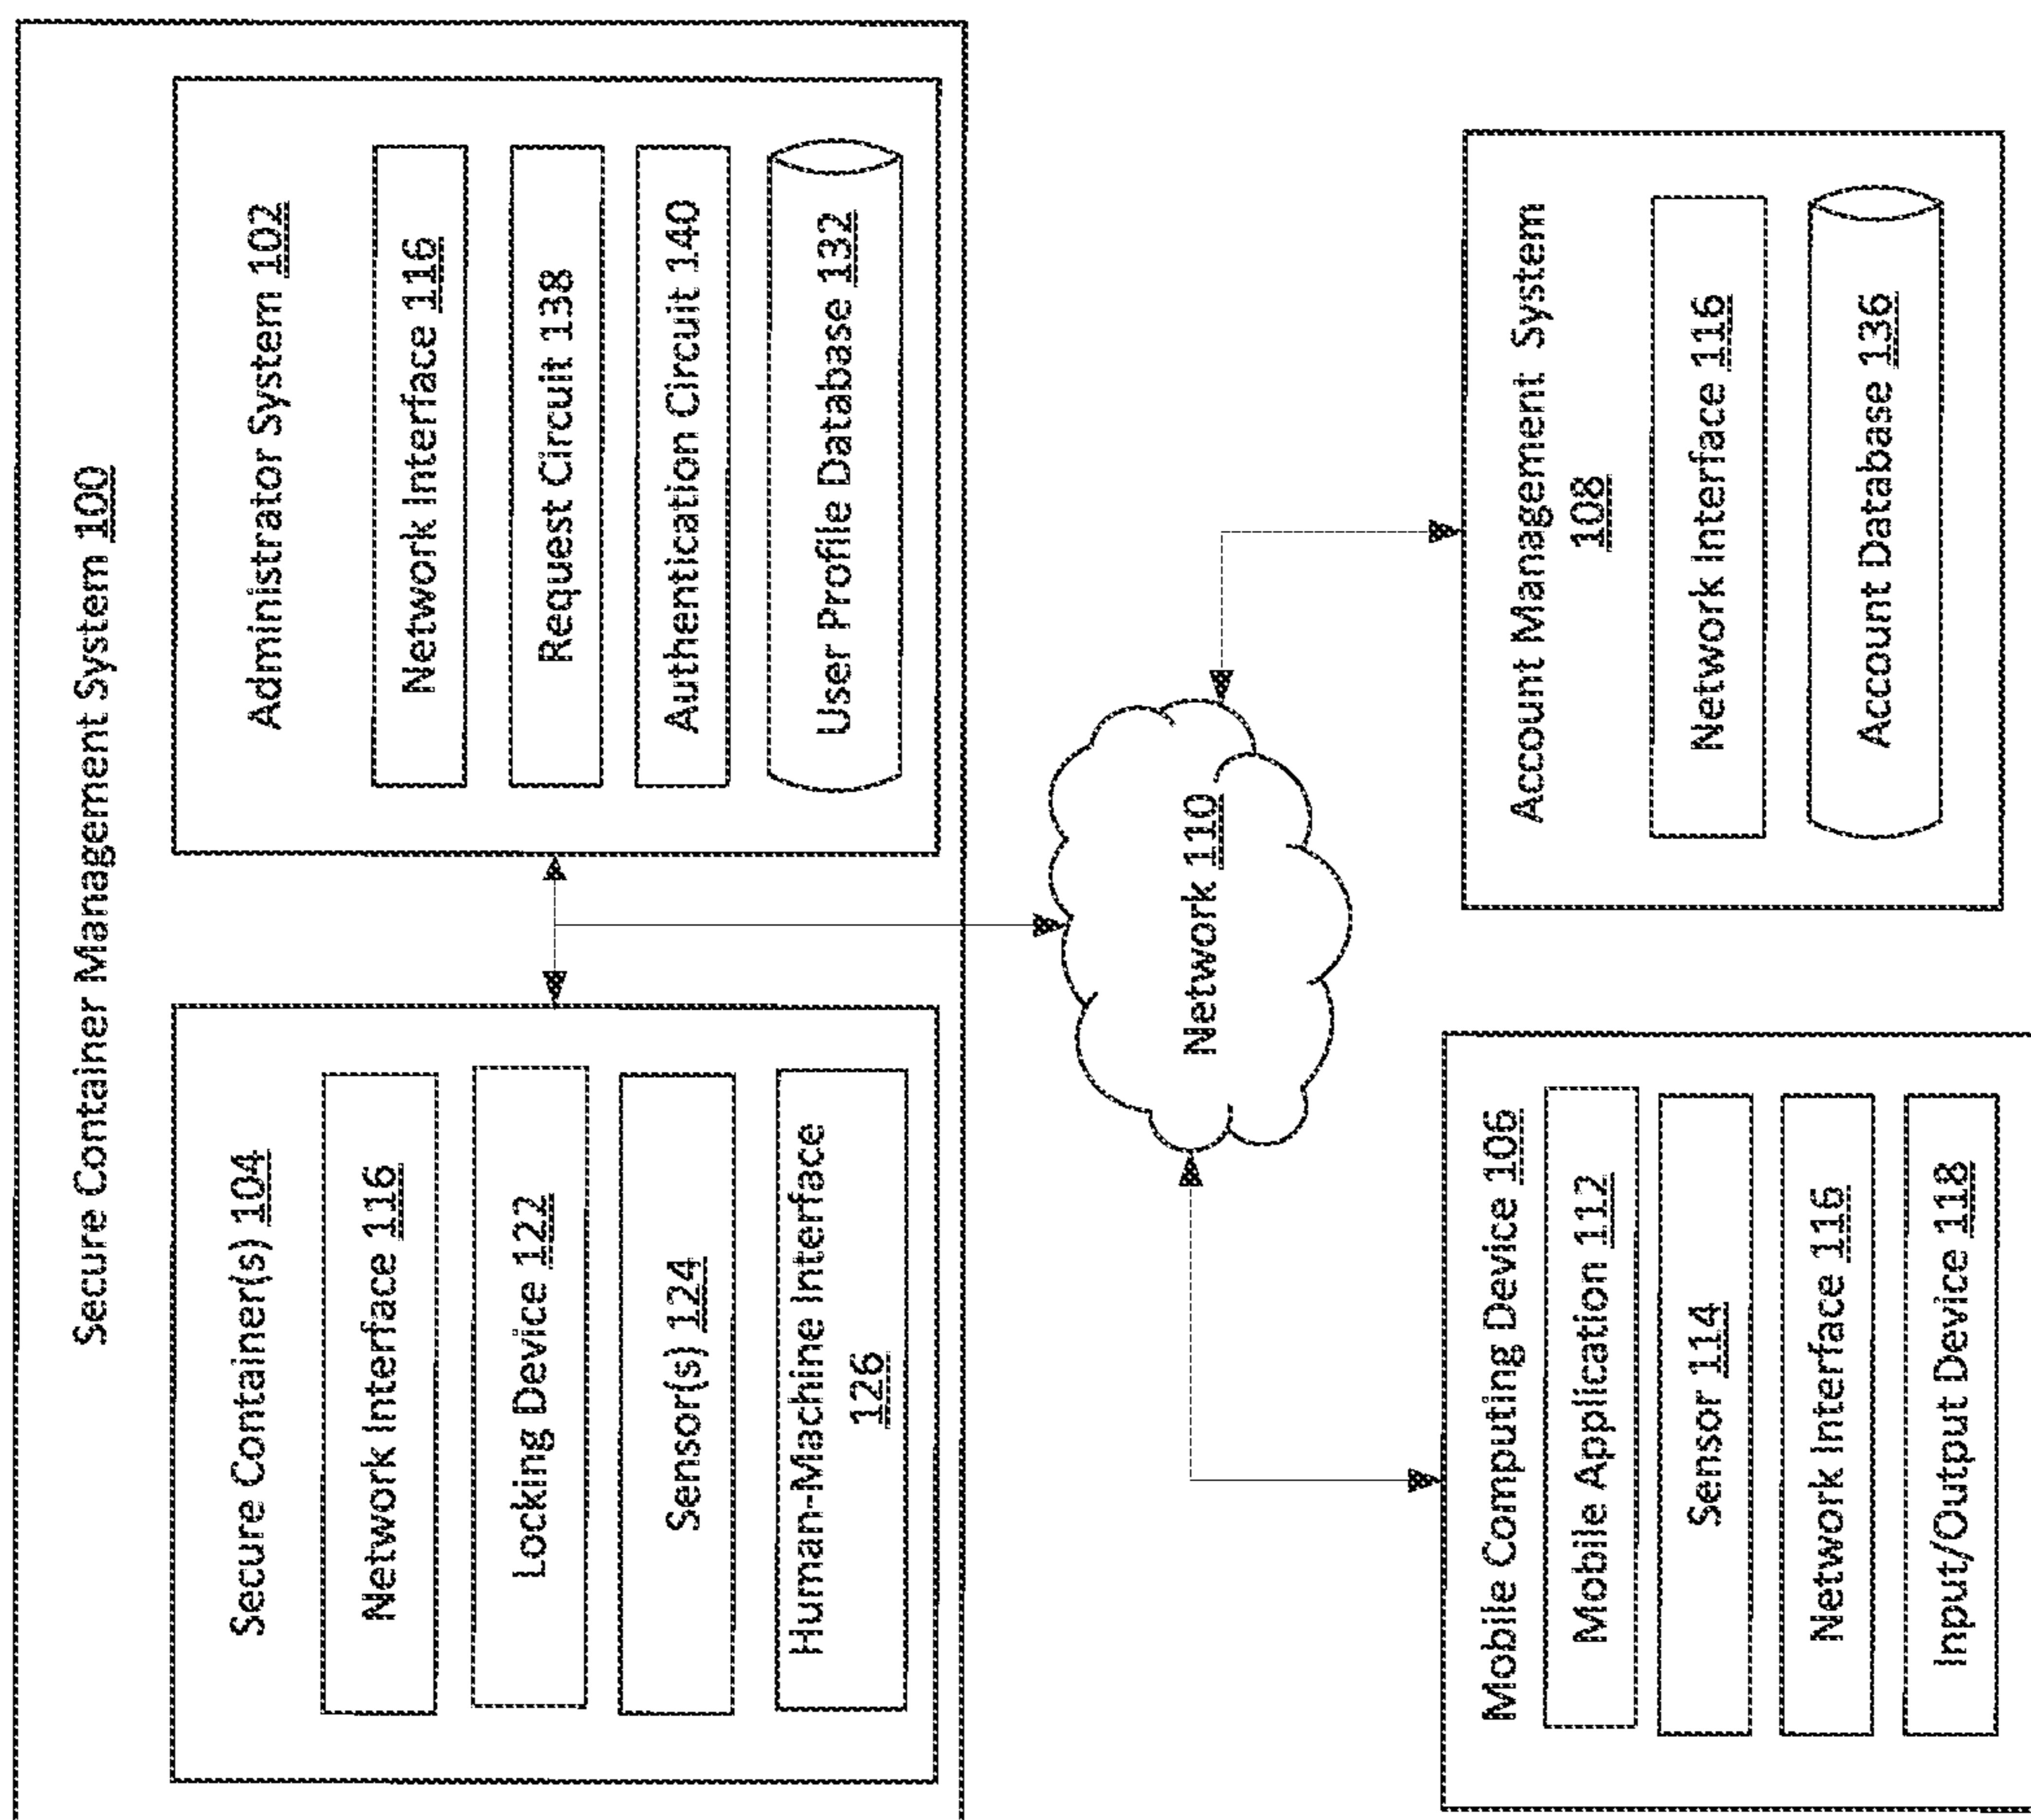 Secure Container Management System 100
Secure Container(s) 104
Network Interface 116
Locking Device 122
Sensor(s) 124
Human-Machine Interface
126
Administrator System 102
Network Interface 116
Request Circuit 138
Authentication Circuit 140
User Profile Database 132
Network 110
Mobile Computing Device 106
Mobile Application 112
Sensor 114
Network Interface 116
Input/Output Device 118
Account Management System
108
Network Interface 116
Account Database 136